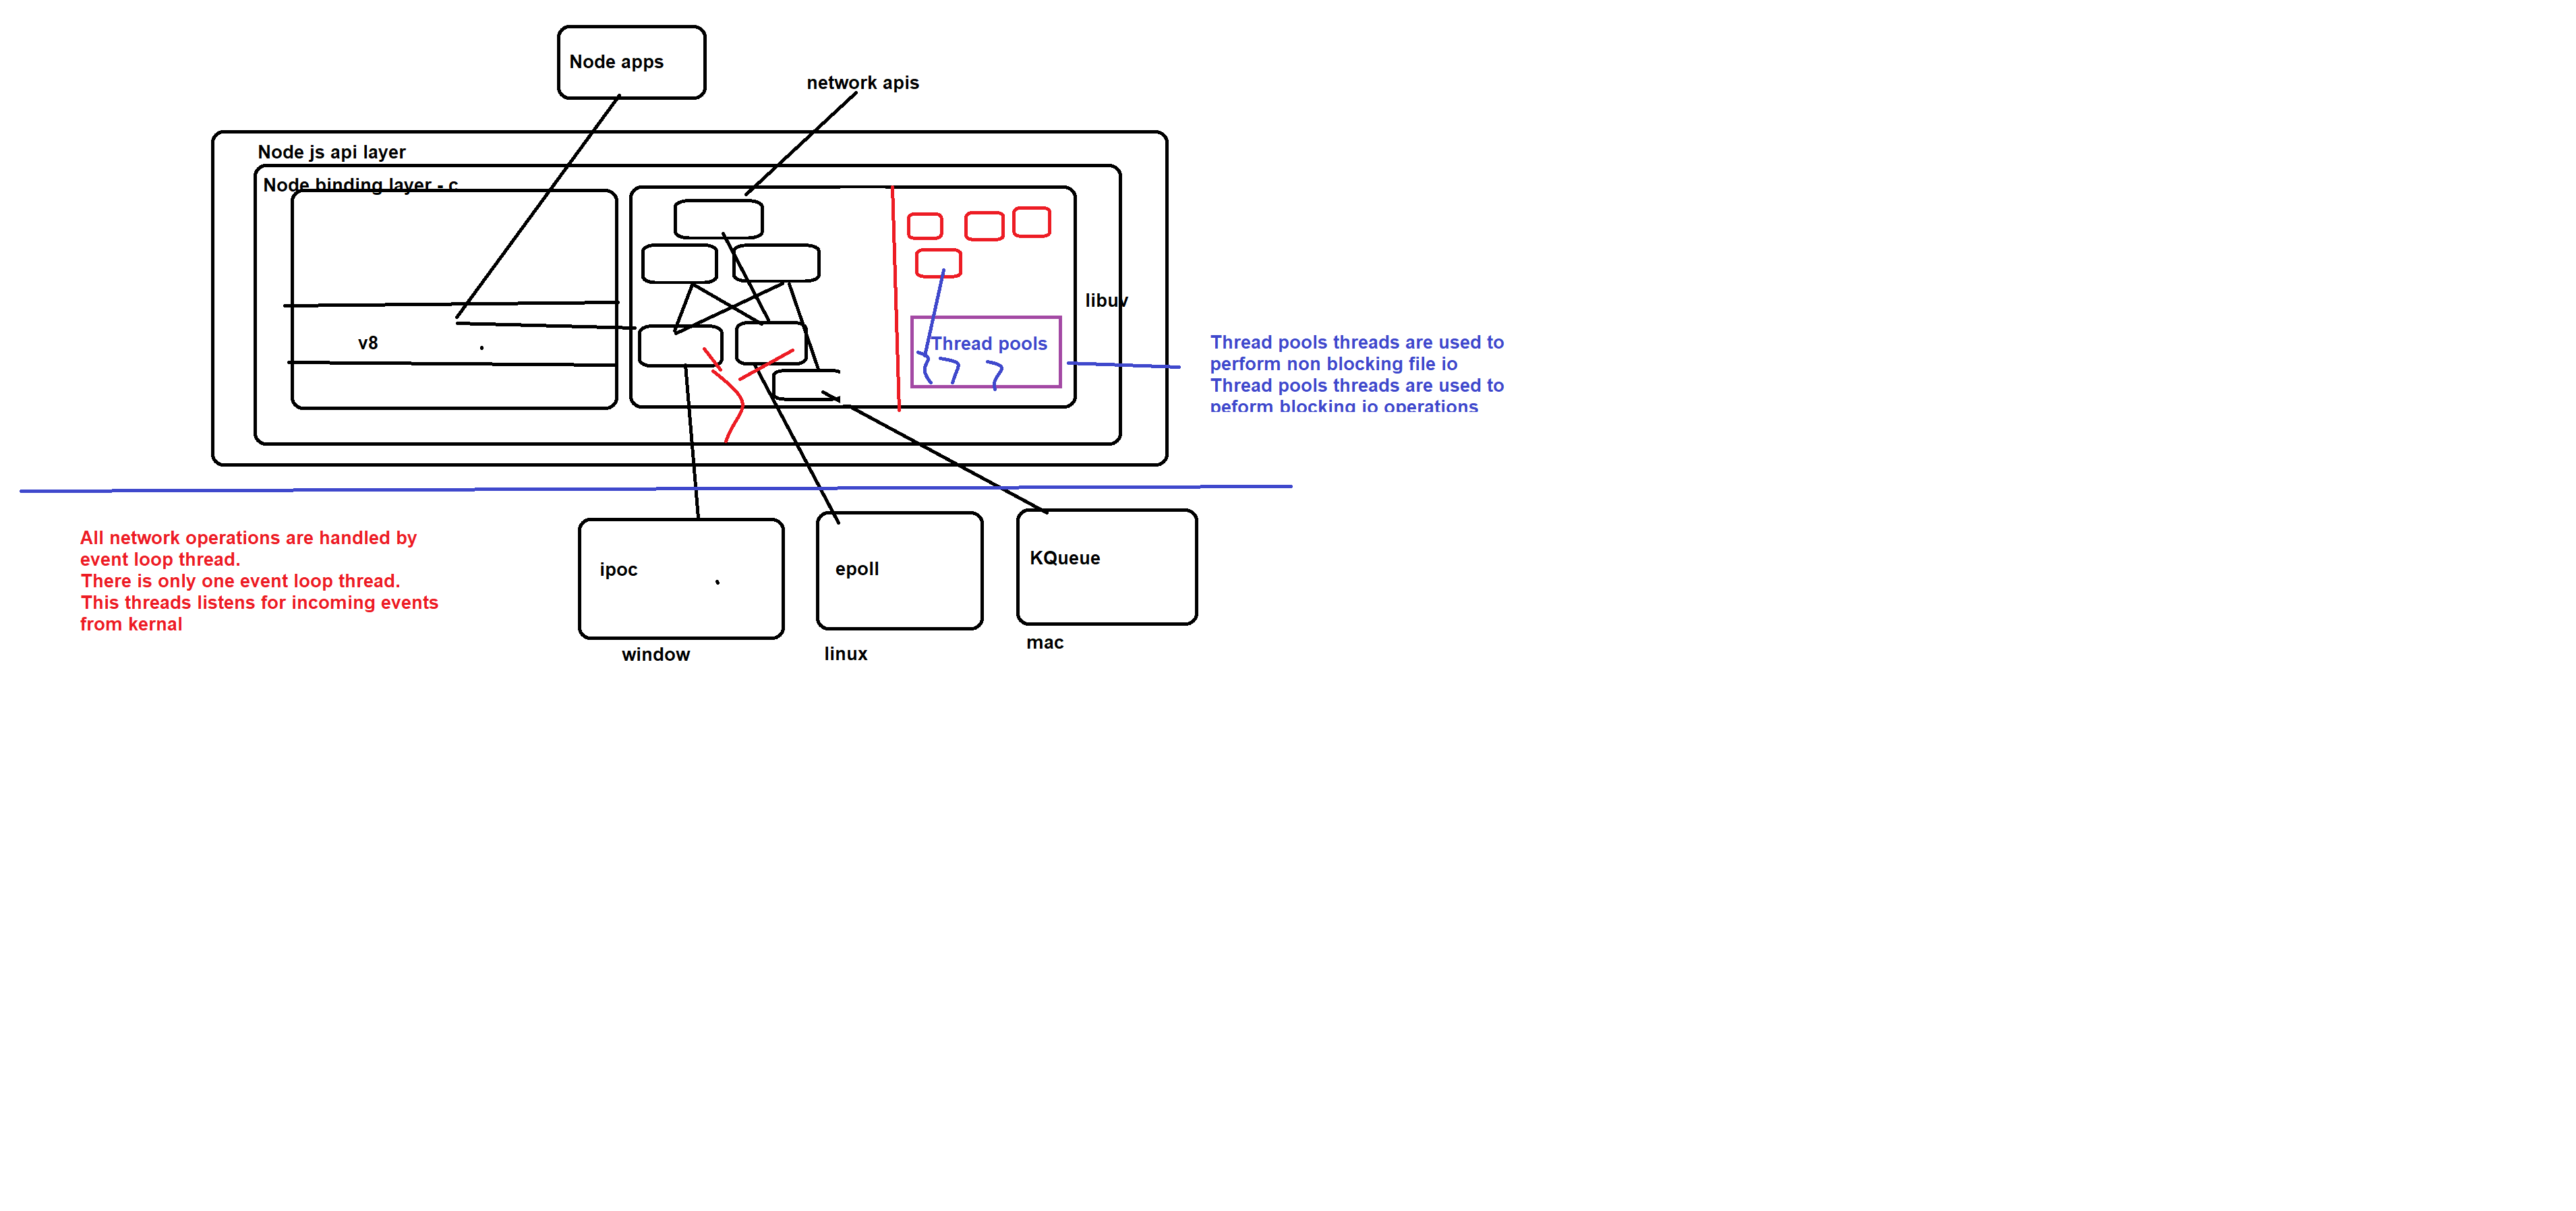 Node apps
network apis
Node js api layer
Node binding layer - c
libuv
v8
Thread pools
Thread pools threads are used to
perform non blocking file io
Thread pools threads are used to
peform blocking io operations
All network operations are handled by
event loop thread.
There is only one event loop thread.
This threads listens for incoming events
from kernal
ipoc
epoll
KQueue
window
linux
mac